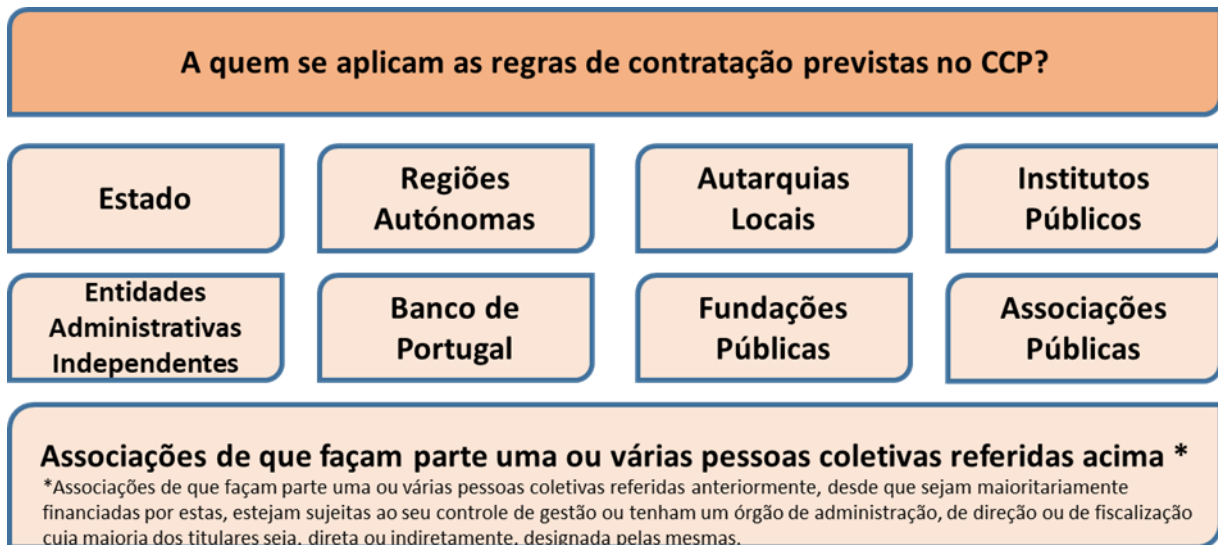 A quem se aplicam as regras de contratação previstas no CCP?
Estado
Regiões
Autónomas
Autarquias
Locais
Institutos
Públicos
Entidades
Administrativas
Independentes
Banco de
Portugal
Fundações
Públicas
Associações
Públicas
Associações de que façam parte uma ou várias pessoas coletivas referidas acima *
*Associações de que façam parte uma ou várias pessoas coletivas referidas anteriormente, desde que sejam maioritariamente
financiadas por estas, estejam sujeitas ao seu controle de gestão ou tenham um órgão de administração, de direção ou de fiscalização
cuja maioria dos titulares seja, direta ou indiretamente, designada pelas mesmas.